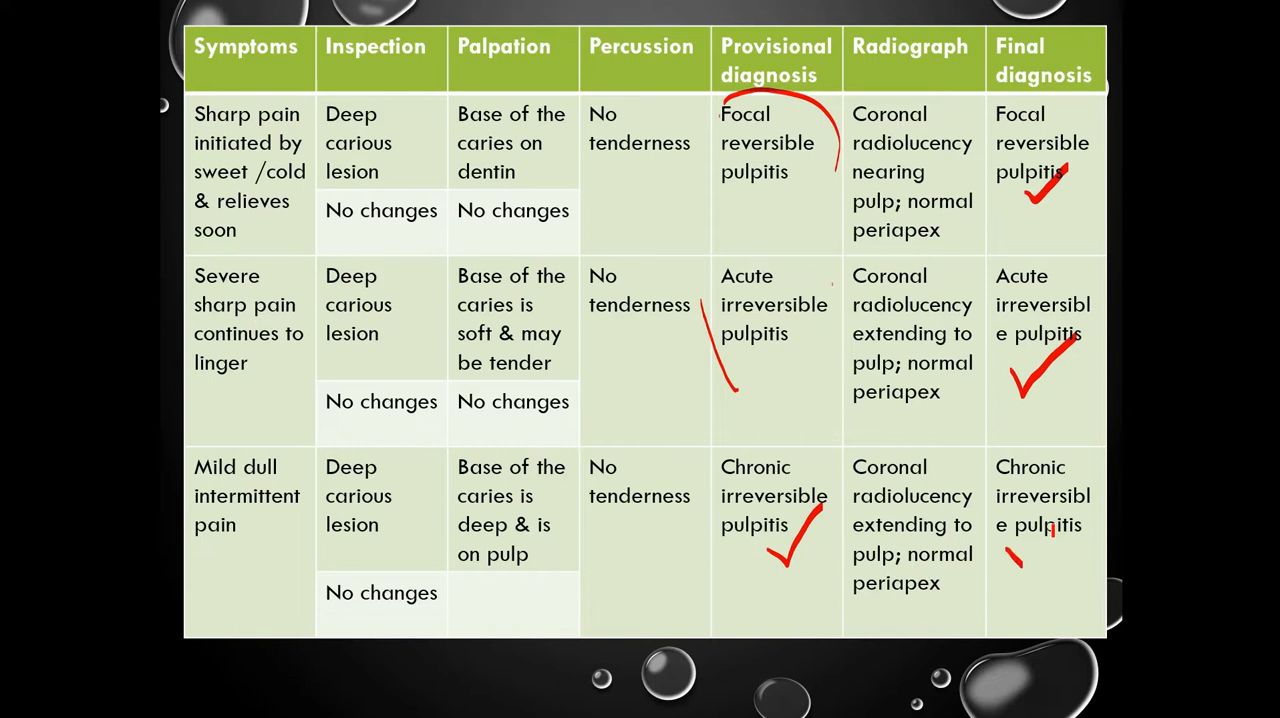 Symptoms
Inspection
Palpation
Percussion
Provisional
diagnosis
Radiograph
Final
diagnosis
Sharp pain
initiated by
sweet /cold
& relieves
soon
Deep
carious
lesion
No changes
Base of the
caries on
dentin
No changes
No
tenderness
Focal
reversible
pulpitis
Coronal
radiolucency
nearing
pulp; normal
periapex
Focal
reversible
pulpitis
Severe
sharp pain
continues to
linger
Deep
carious
lesion
No changes
Base of the
caries is
soft & may
be tender
No changes
No
tenderness
Acute
irreversible
pulpitis
Coronal
radiolucency
extending to
pulp; normal
periapex
Acute
irreversibl
e pulpitis
Mild dull
intermittent
pain
Deep
carious
lesion
No changes
Base of the
caries is
deep & is
on pulp
No
tenderness
Chronic
irreversible
pulpitis
Coronal
radiolucency
extending to
pulp; normal
periapex
Chronic
irreversibl
e pulpitis